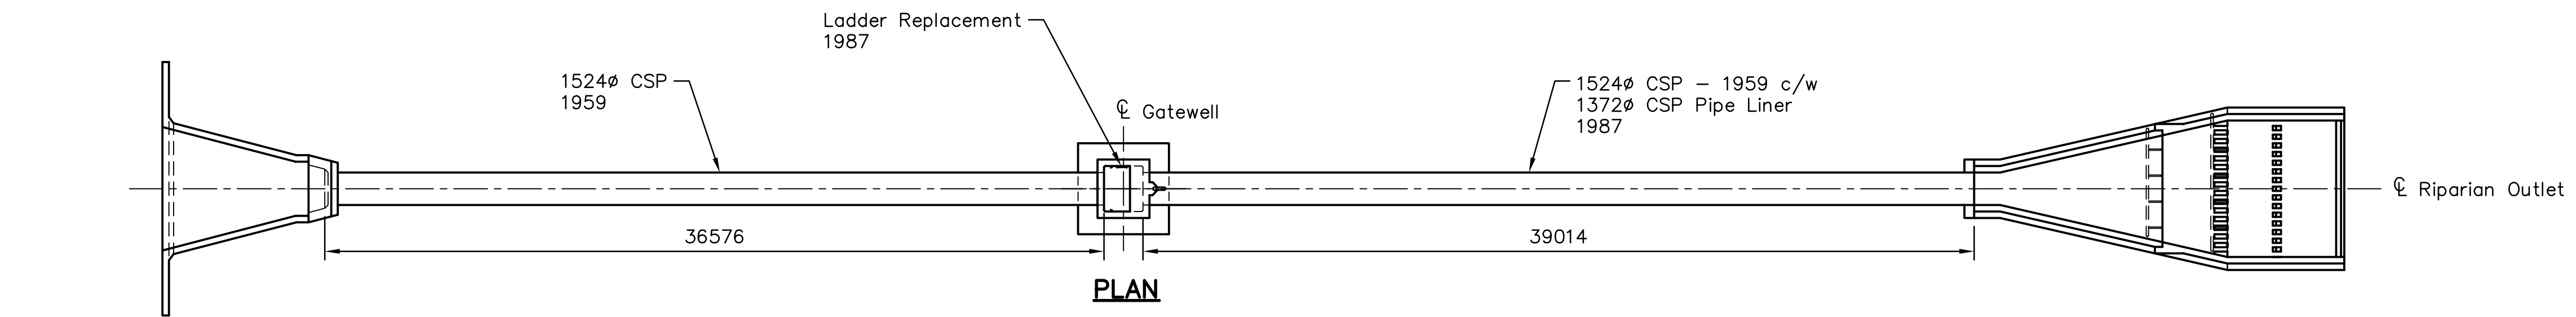 Ladder Replacement
1987
1524ø CSP
1959
℄ Gatewell
1524ø CSP – 1959 c/w
1372ø CSP Pipe Liner
1987
℄ Riparian Outlet
36576
39014
PLAN